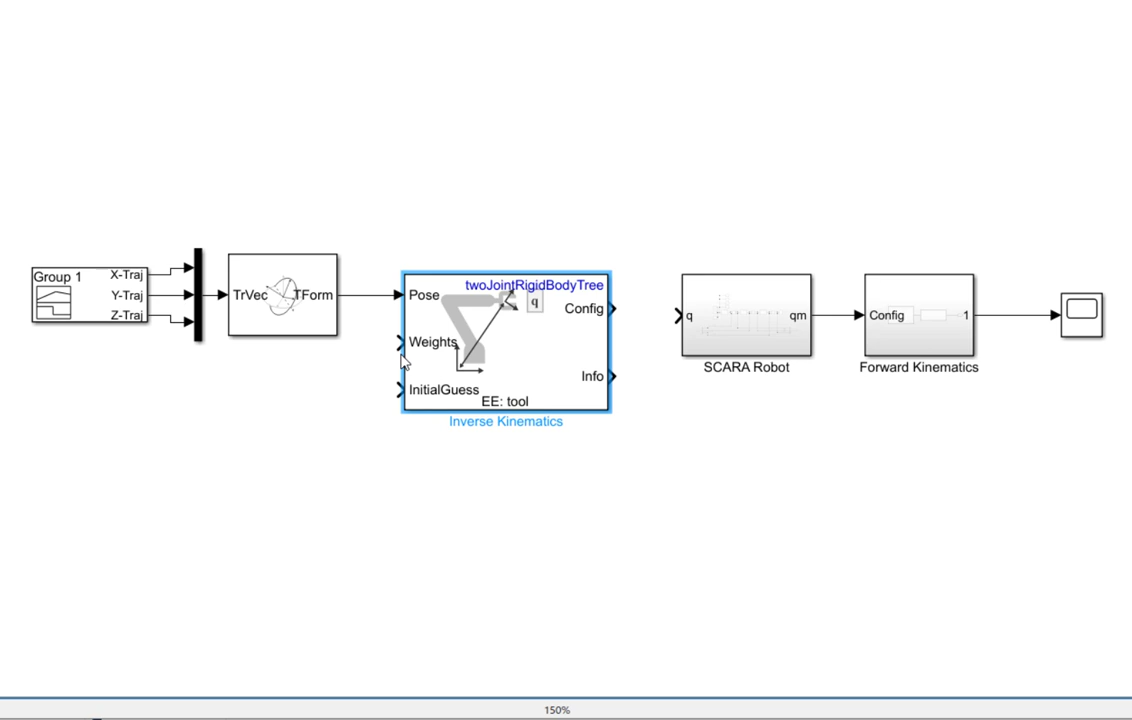 Group 1
X-Traj
Y-Traj
Z-Traj
TrVec
TForm
twoJointRigidBodyTree
Pose
q
Config
Weights
Info
InitialGuess
EE: tool
Inverse Kinematics
q
qm
SCARA Robot
Config
1
Forward Kinematics
150%